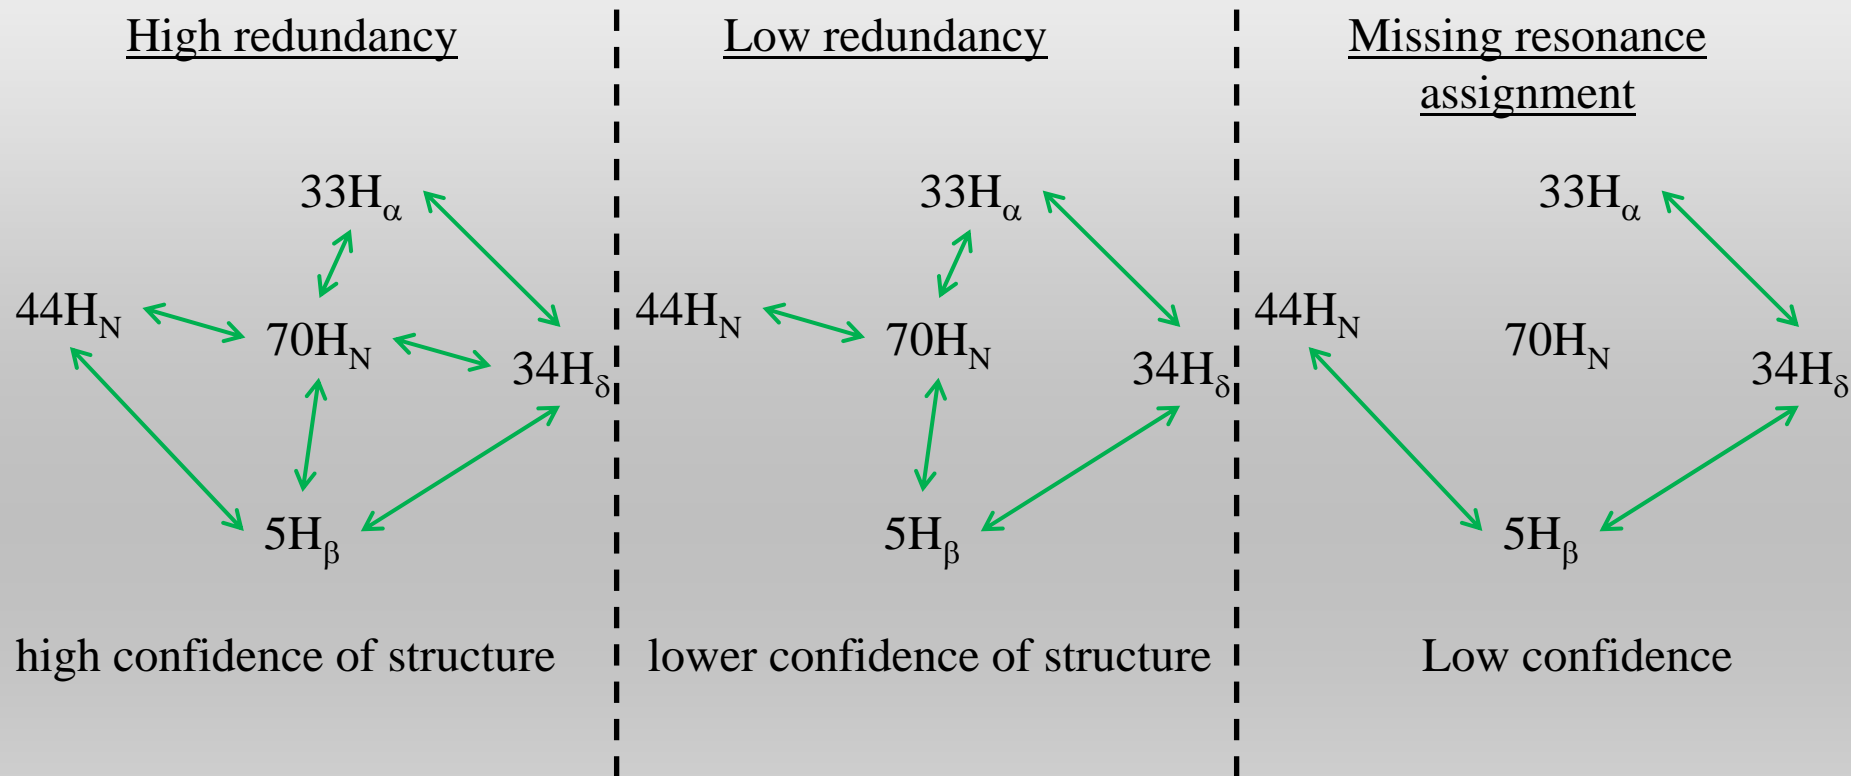 High redundancy
33Hα
44HN
70HN
34Hδ
5Hβ
high confidence of structure
Low redundancy
33Hα
44HN
70HN
34Hδ
5Hβ
lower confidence of structure
Missing resonance
assignment
33Hα
44HN
70HN
34Hδ
5Hβ
Low confidence